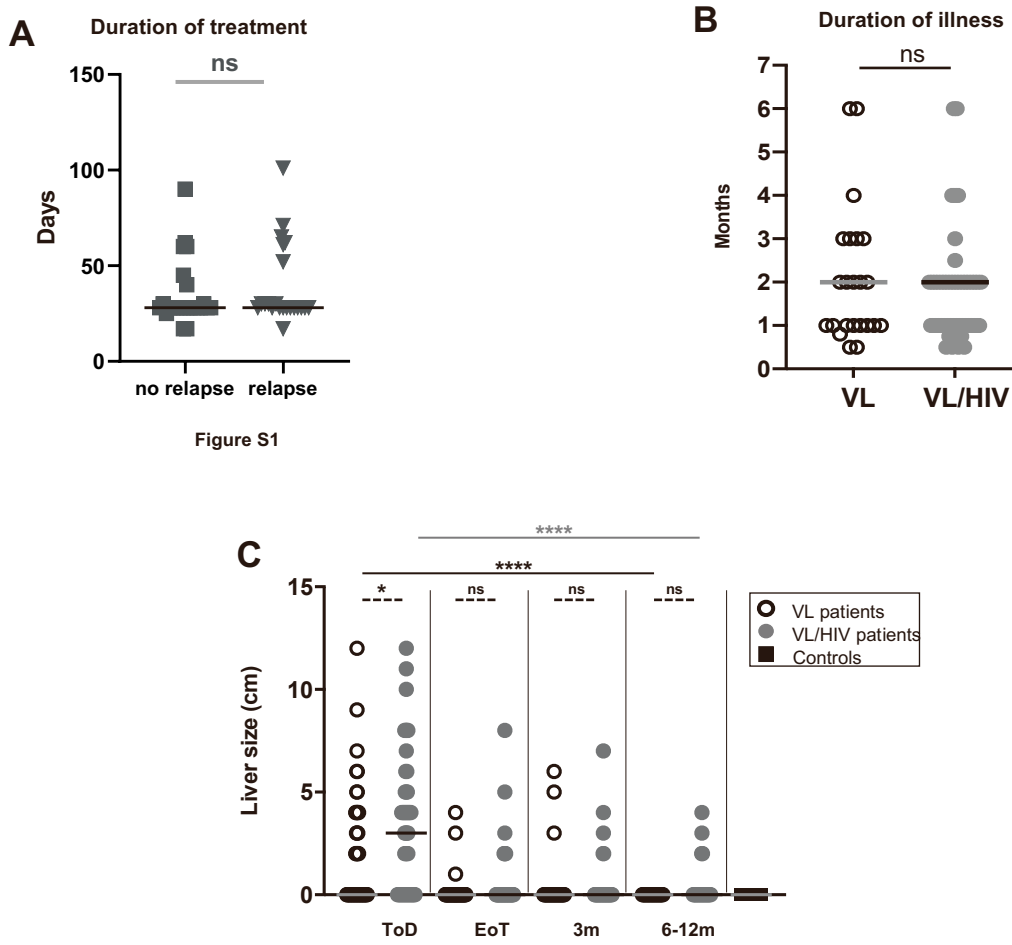 A
Duration of treatment
ns
150
100
50
0
Days
no relapse
relapse
Figure S1
B
Duration of illness
ns
7
6
5
4
3
2
1
0
Months
VL
VL/HIV
C
****
****
*
ns
ns
ns
15
10
5
0
Liver size (cm)
ToD
EoT
3m
6-12m
VL patients
VL/HIV patients
Controls